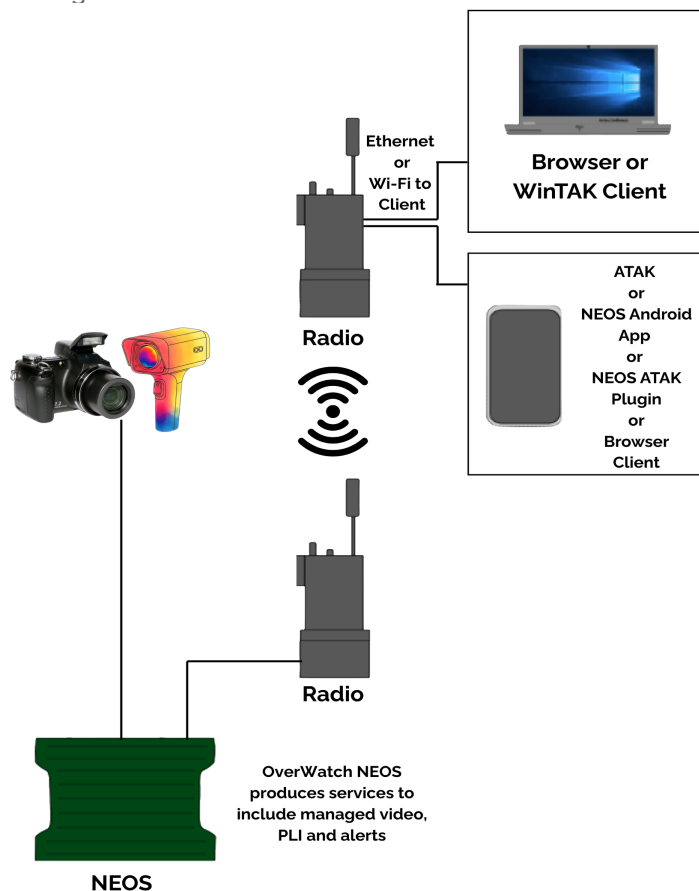 Ethernet
or
Wi-Fi to
Client
Browser or
WinTAK Client
Radio
ATAK
or
NEOS Android
App
or
NEOS ATAK
Plugin
or
Browser
Client
Radio
OverWatch NEOS
produces services to
include managed video,
PLI and alerts
NEOS